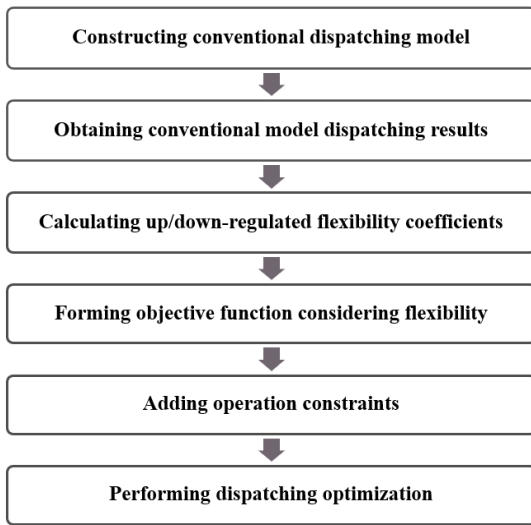 Constructing conventional dispatching model
Obtaining conventional model dispatching results
Calculating up/down-regulated flexibility coefficients
Forming objective function considering flexibility
Adding operation constraints
Performing dispatching optimization